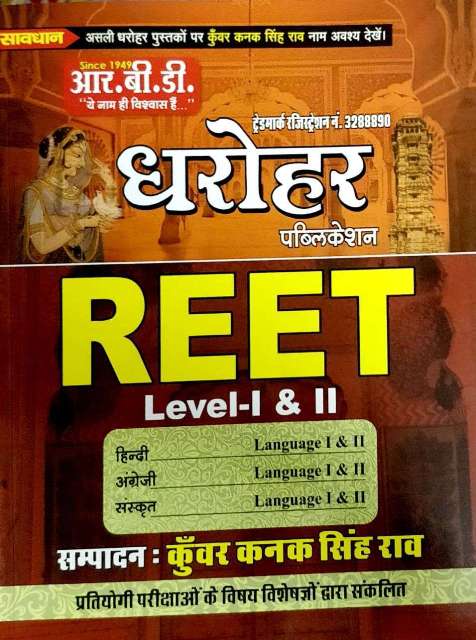 सावधान असली धरोहर पुस्तकों पर कुँवर कनक सिंह राव नाम अवश्य देखें।
Since 1949
आर.बी.डी.
"ये नाम ही विश्वास हैं..."
ट्रेडमार्क रजिस्ट्रेशन नं. 3288890
धरोहर
पब्लिकेशन
REET
Level-I & II
हिन्दी Language I & II
अंग्रेजी Language I & II
संस्कृत Language I & II
सम्पादन : कुँवर कनक सिंह राव
प्रतियोगी परीक्षाओं के विषय विशेषज्ञों द्वारा संकलित